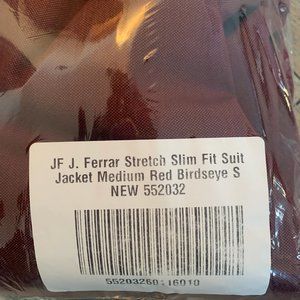 JF J. Ferrar Stretch Slim Fit Suit
Jacket Medium Red Birdseye S
NEW 552032